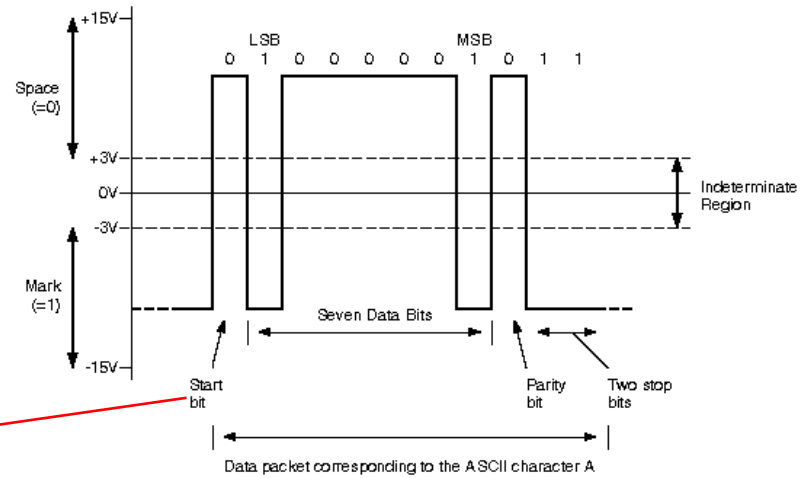 +15V
LSB MSB
0 1 0 0 0 0 0 1 0 1 1
Space
(=0)
+3V
0V
-3V
Indeterminate
Region
Mark
(=1)
Seven Data Bits
-15V
Start
bit
Parity
bit
Two stop
bits
Data packet corresponding to the ASCII character A